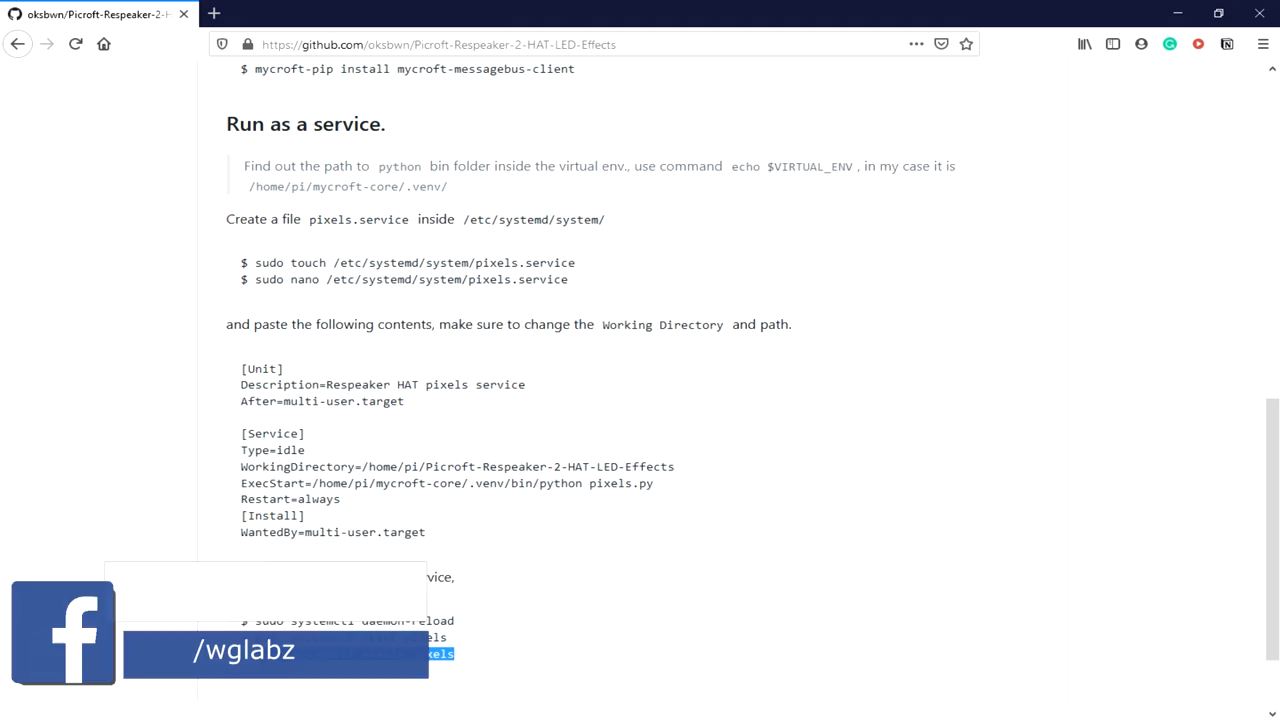 oksbwn/Picroft-Respeaker-2-H
https://github.com/oksbwn/Picroft-Respeaker-2-HAT-LED-Effects
$ mycroft-pip install mycroft-messagebus-client
Run as a service.
Find out the path to python bin folder inside the virtual env., use command echo $VIRTUAL_ENV , in my case it is
/home/pi/mycroft-core/.venv/
Create a file pixels.service inside /etc/systemd/system/
$ sudo touch /etc/systemd/system/pixels.service
$ sudo nano /etc/systemd/system/pixels.service
and paste the following contents, make sure to change the Working Directory and path.
[Unit]
Description=Respeaker HAT pixels service
After=multi-user.target
[Service]
Type=idle
WorkingDirectory=/home/pi/Picroft-Respeaker-2-HAT-LED-Effects
ExecStart=/home/pi/mycroft-core/.venv/bin/python pixels.py
Restart=always
[Install]
WantedBy=multi-user.target
vice,
$ sudo systemctl daemon-reload
els
xels
f /wglabz